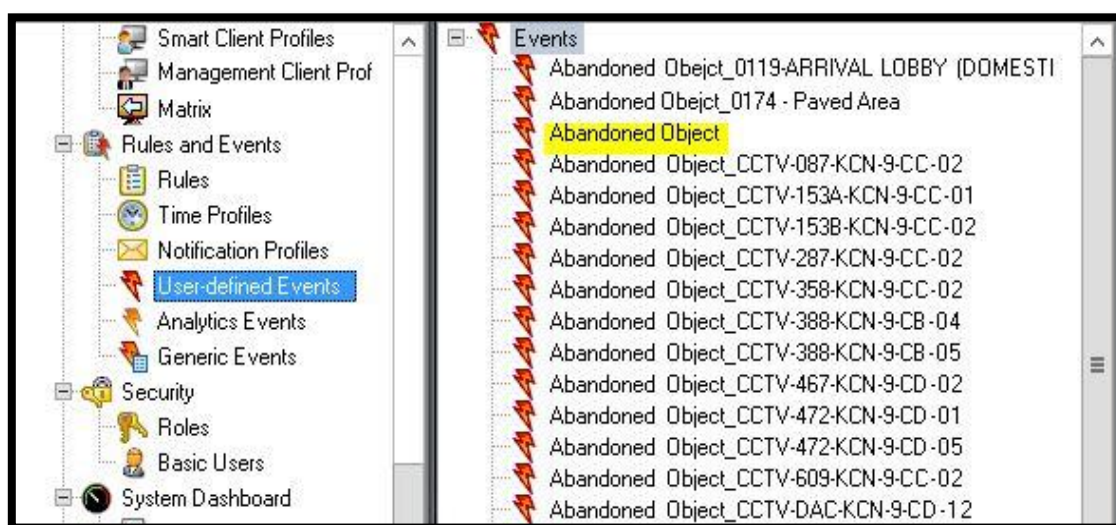 Smart Client Profiles
Management Client Prof
Matrix
Rules and Events
Rules
Time Profiles
Notification Profiles
User-defined Events
Analytics Events
Generic Events
Security
Roles
Basic Users
System Dashboard
Events
Abandoned Obejct_0119-ARRIVAL LOBBY (DOMESTI
Abandoned Obejct_0174 - Paved Area
Abandoned Object
Abandoned Object_CCTV-087-KCN-9-CC-02
Abandoned Object_CCTV-153A-KCN-9-CC-01
Abandoned Object_CCTV-153B-KCN-9-CC-02
Abandoned Object_CCTV-287-KCN-9-CC-02
Abandoned Object_CCTV-358-KCN-9-CC-02
Abandoned Object_CCTV-388-KCN-9-CB-04
Abandoned Object_CCTV-388-KCN-9-CB-05
Abandoned Object_CCTV-467-KCN-9-CD-02
Abandoned Object_CCTV-472-KCN-9-CD-01
Abandoned Object_CCTV-472-KCN-9-CD-05
Abandoned Object_CCTV-609-KCN-9-CC-02
Abandoned Object_CCTV-DAC-KCN-9-CD-12